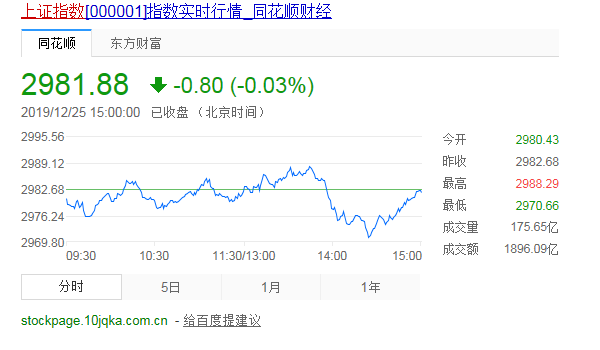 上证指数[000001]指数实时行情_同花顺财经
同花顺 东方财富
2981.88 -0.80 (-0.03%)
2019/12/25 15:00:00 已收盘 （北京时间）
2995.56
2989.12
2982.68
2976.24
2969.80
09:30 10:30 11:30/13:00 14:00 15:00
今开 2980.43
昨收 2982.68
最高 2988.29
最低 2970.66
成交量 175.65亿
成交额 1896.09亿
分时 5日 1月 1年
stockpage.10jqka.com.cn - 给百度提建议